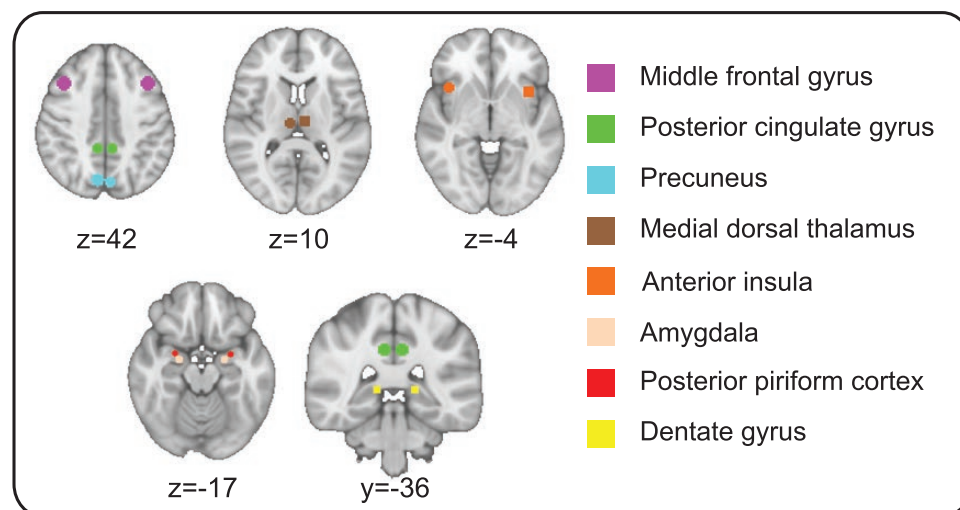 z=42
z=10
z=-4
z=-17
y=-36
Middle frontal gyrus
Posterior cingulate gyrus
Precuneus
Medial dorsal thalamus
Anterior insula
Amygdala
Posterior piriform cortex
Dentate gyrus